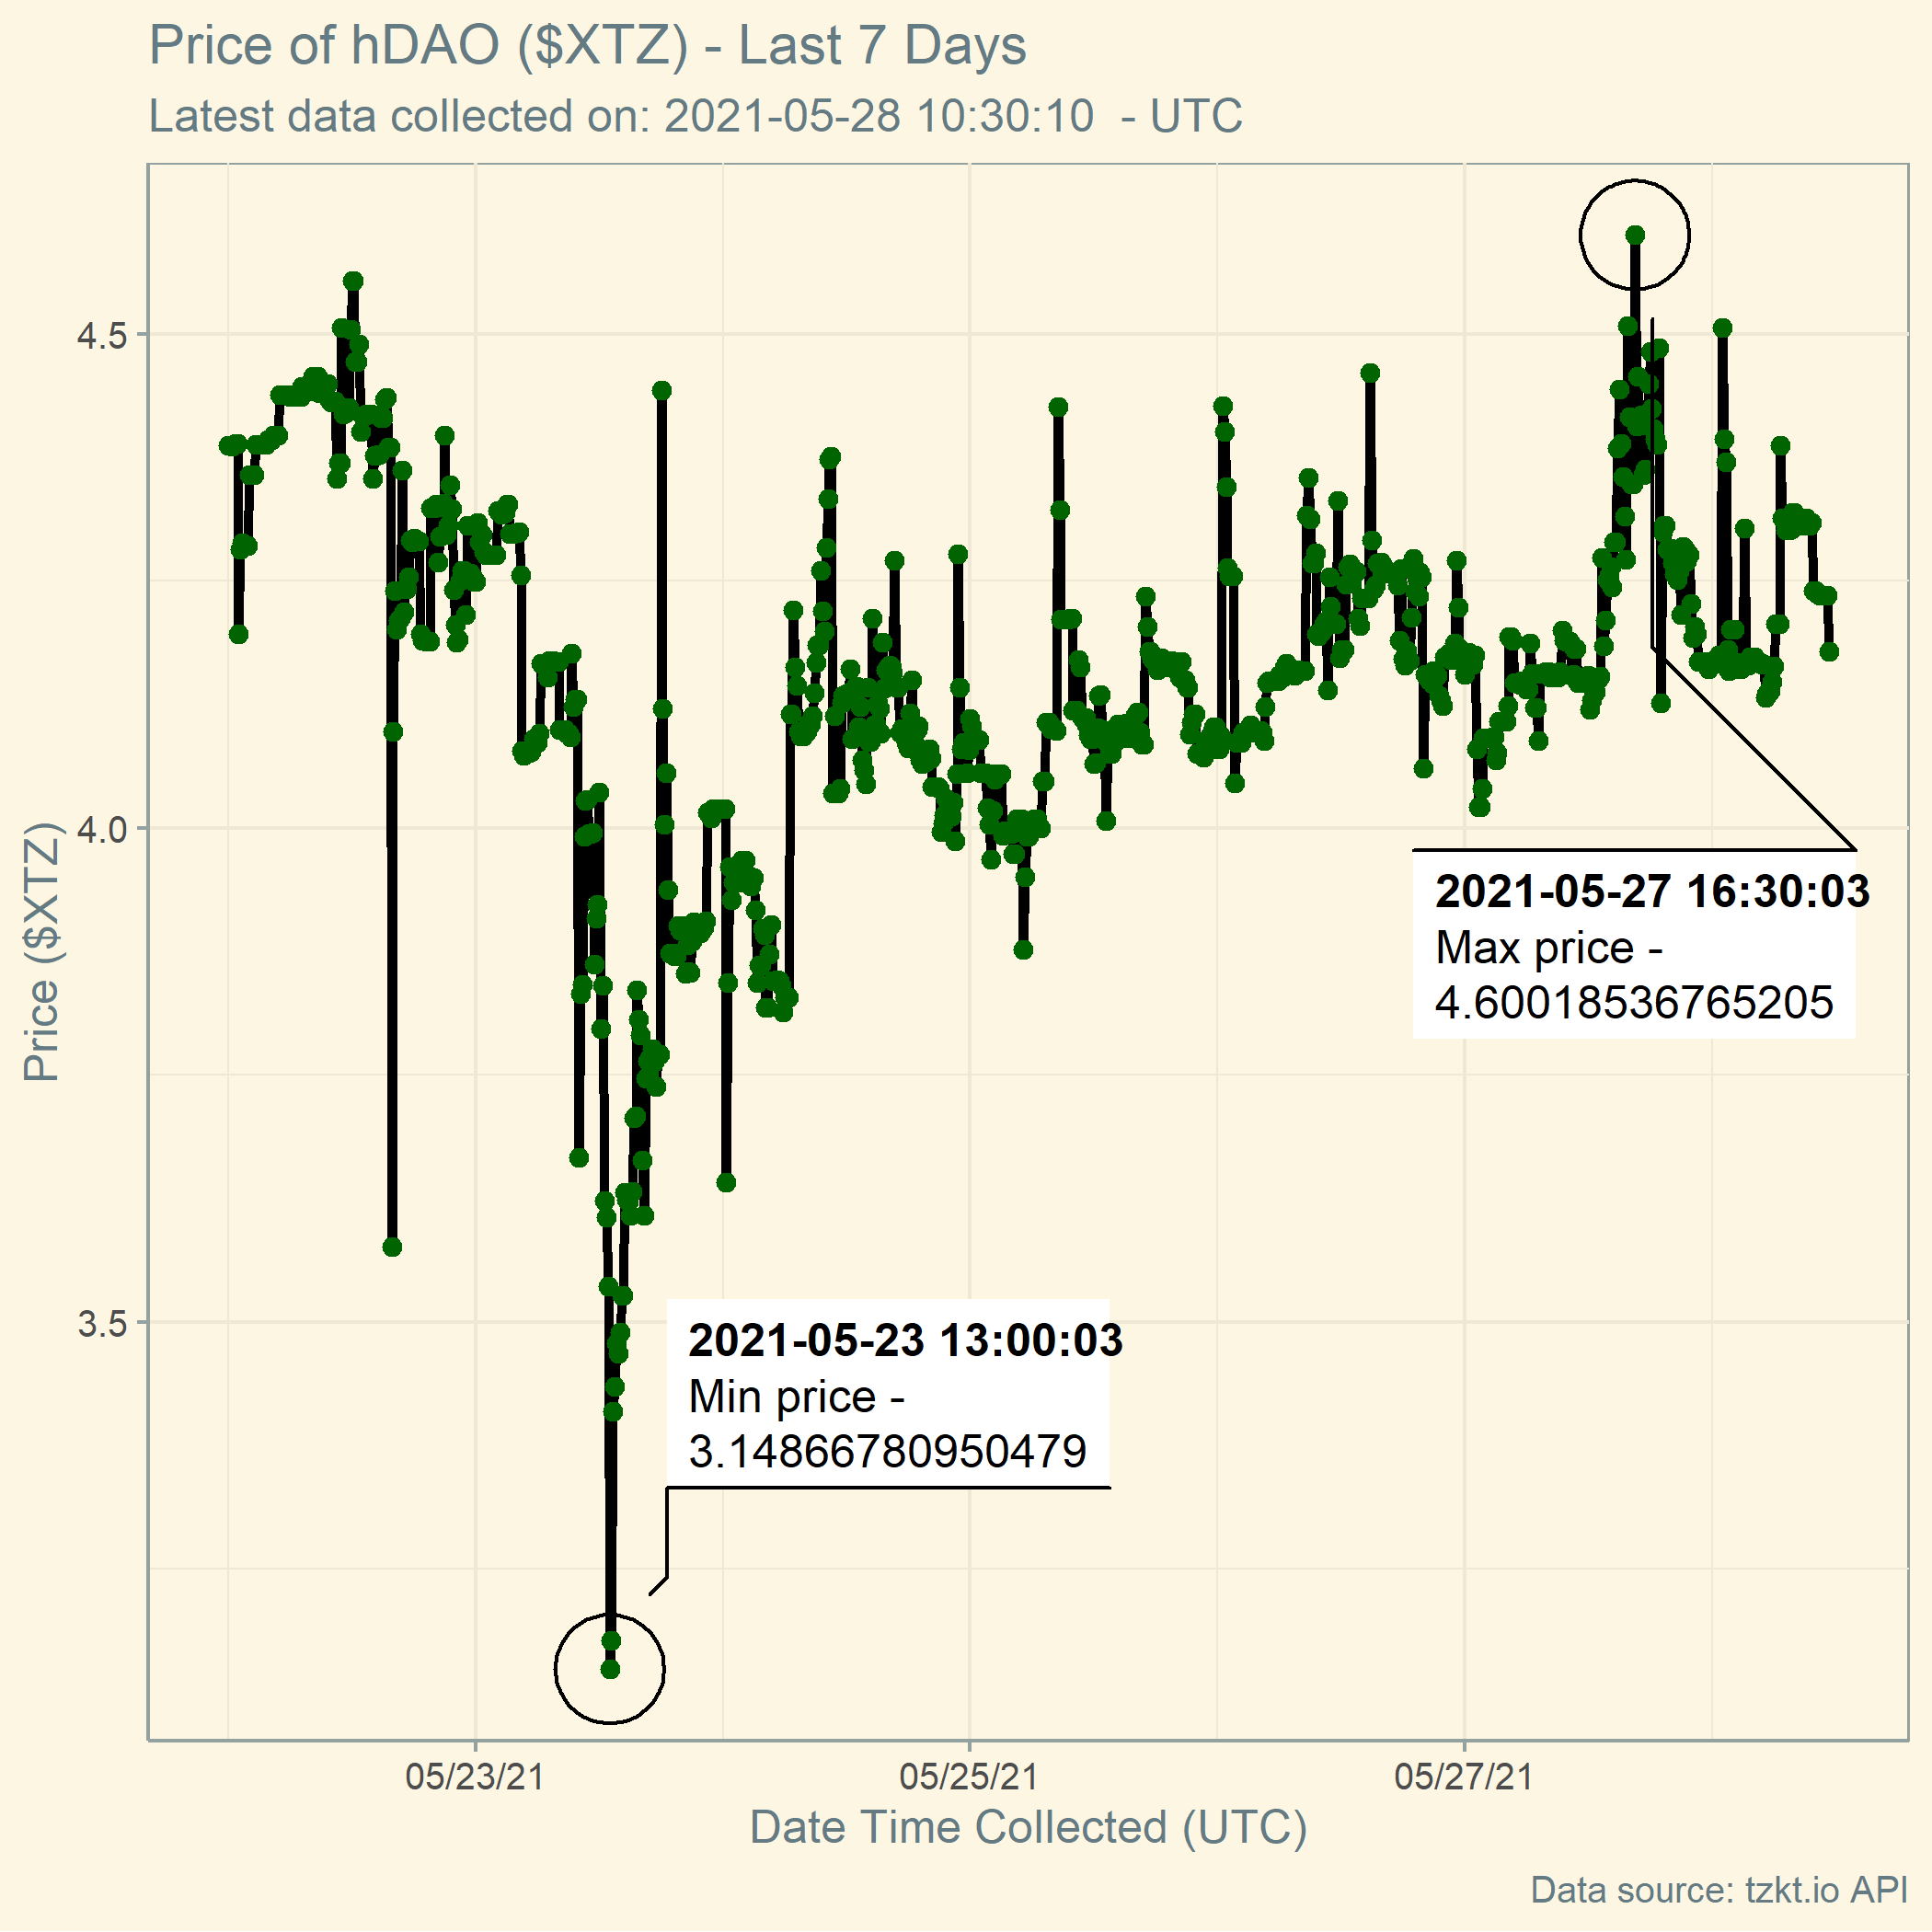 Price of hDAO ($XTZ) - Last 7 Days
Latest data collected on: 2021-05-28 10:30:10  - UTC
Price ($XTZ)
4.5
4.0
3.5
2021-05-27 16:30:03
Max price -
4.60018536765205
2021-05-23 13:00:03
Min price -
3.14866780950479
05/23/21
05/25/21
05/27/21
Date Time Collected (UTC)
Data source: tzkt.io API